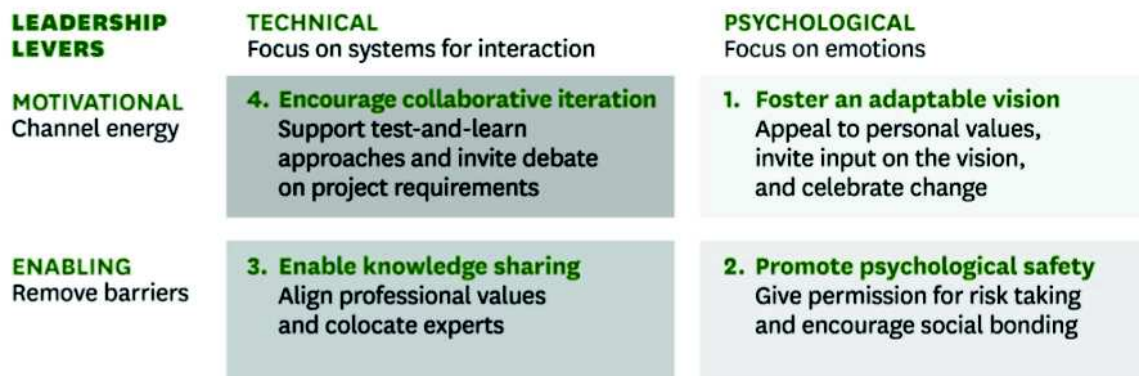 LEADERSHIP
LEVERS
TECHNICAL
Focus on systems for interaction
PSYCHOLOGICAL
Focus on emotions
MOTIVATIONAL
Channel energy
4. Encourage collaborative iteration
Support test-and-learn
approaches and invite debate
on project requirements
1. Foster an adaptable vision
Appeal to personal values,
invite input on the vision,
and celebrate change
ENABLING
Remove barriers
3. Enable knowledge sharing
Align professional values
and colocate experts
2. Promote psychological safety
Give permission for risk taking
and encourage social bonding